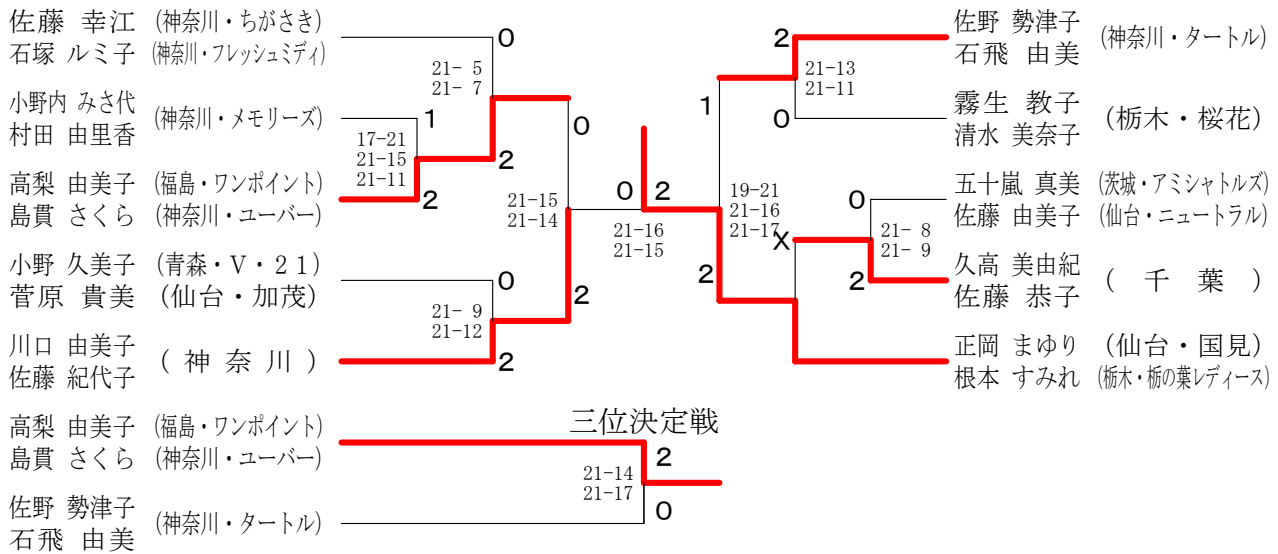 佐藤 幸江 (神奈川・ちがさき)
石塚 ルミ子 (神奈川・フレッシュミディ)
0
21- 5
21- 7
小野内 みさ代
村田 由里香
(神奈川・メモリーズ)
1
17-21
21-15
21-11
2
2
高梨 由美子 (福島・ワンポイント)
島貫 さくら (神奈川・ユーバー)
0
21-15
21-14
2
小野 久美子 (青森・V・21)
菅原 貴美 (仙台・加茂)
0
21- 9
21-12
2
川口 由美子
佐藤 紀代子
(神奈川)
0
2
21-16
21-15
佐野 勢津子
石飛 由美
(神奈川・タートル)
2
21-13
21-11
0
1
霧生 教子
清水 美奈子
(栃木・桜花)
19-21
21-16
21-17
2
五十嵐 真美 (茨城・アミシャトルズ)
佐藤 由美子 (仙台・ニュートラル)
0
21- 8
21- 9
2
X
久高 美由紀
佐藤 恭子
(千葉)
正岡 まゆり (仙台・国見)
根本 すみれ (栃木・栃の葉レディース)
三位決定戦
高梨 由美子 (福島・ワンポイント)
島貫 さくら (神奈川・ユーバー)
2
21-14
21-17
0
佐野 勢津子
石飛 由美
(神奈川・タートル)